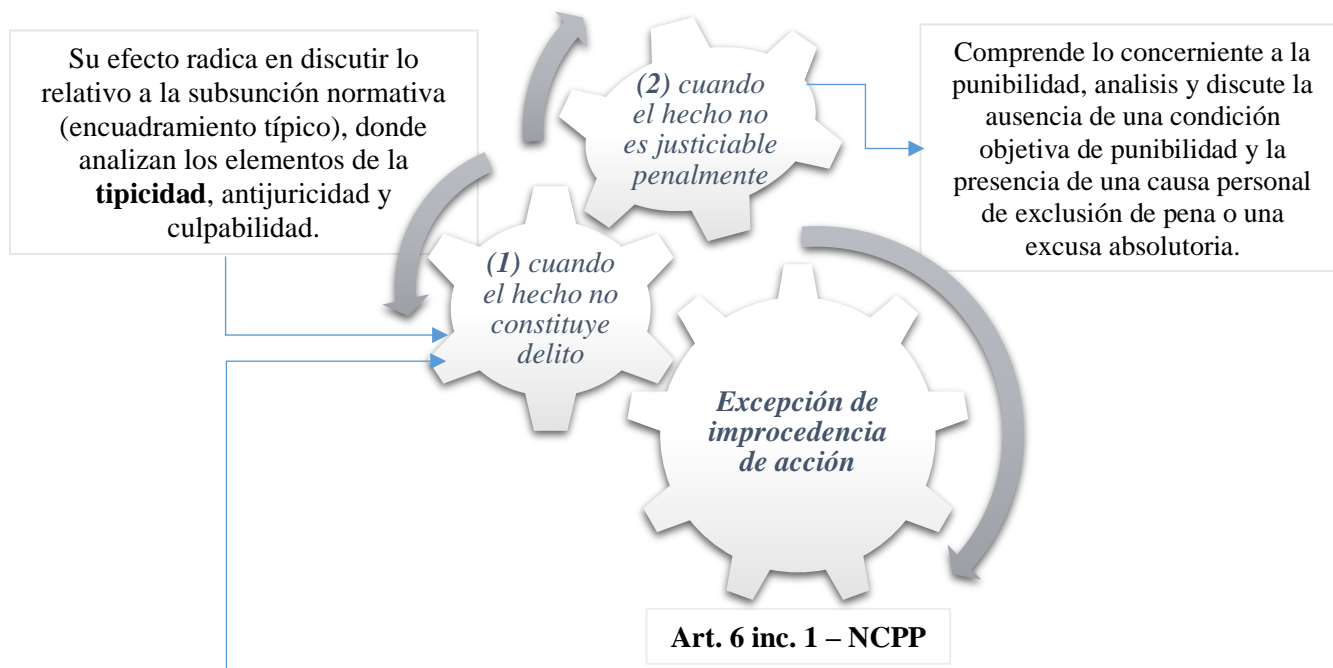 Su efecto radica en discutir lo
relativo a la subsunción normativa
(encuadramiento típico), donde
analizan los elementos de la
tipicidad, antijuricidad y
culpabilidad.
(2) cuando
el hecho no
es justiciable
penalmente
Comprende lo concerniente a la
punibilidad, analisis y discute la
ausencia de una condición
objetiva de punibilidad y la
presencia de una causa personal
de exclusión de pena o una
excusa absolutoria.
(1) cuando
el hecho no
constituye
delito
Excepción de
improcedencia
de acción
Art. 6 inc. 1 – NCPP